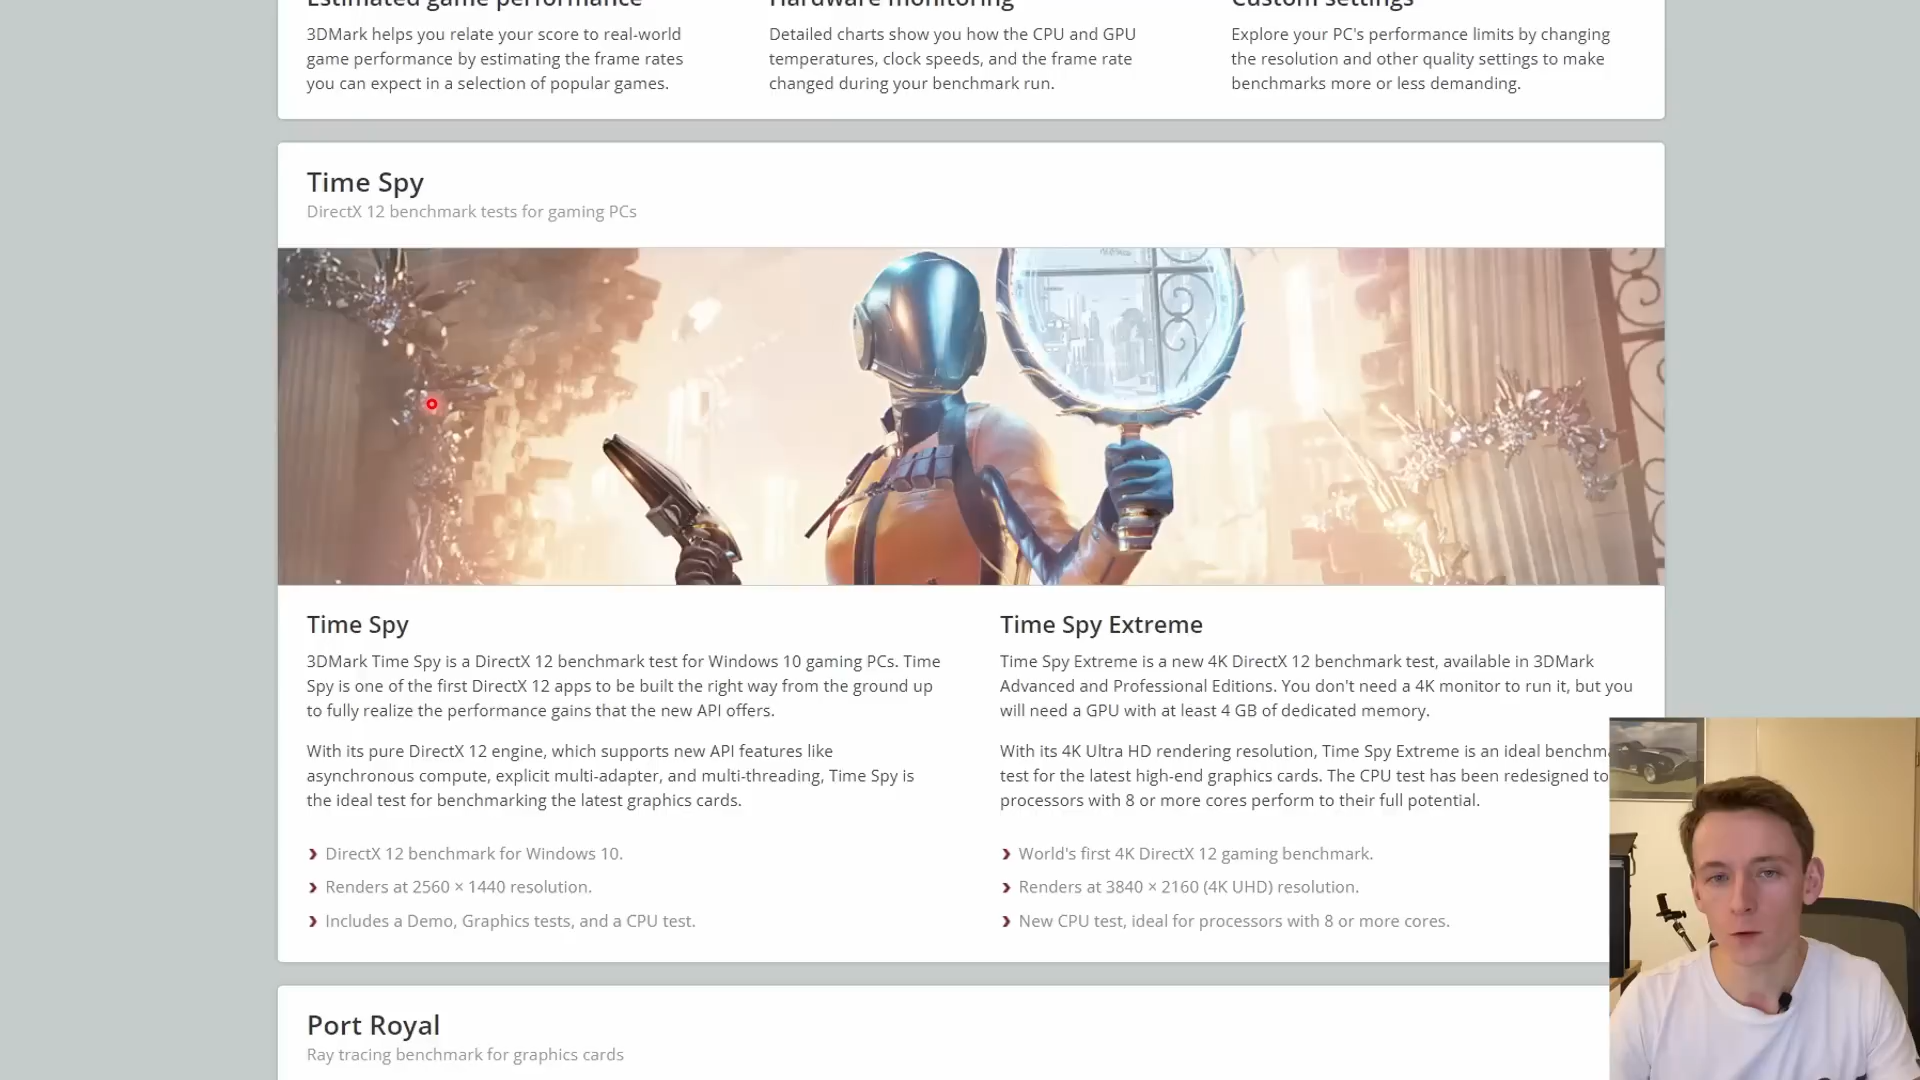 Estimated game performance
3DMark helps you relate your score to real-world
game performance by estimating the frame rates
you can expect in a selection of popular games.
Hardware monitoring
Detailed charts show you how the CPU and GPU
temperatures, clock speeds, and the frame rate
changed during your benchmark run.
Custom settings
Explore your PC's performance limits by changing
the resolution and other quality settings to make
benchmarks more or less demanding.
Time Spy
DirectX 12 benchmark tests for gaming PCs
Time Spy
3DMark Time Spy is a DirectX 12 benchmark test for Windows 10 gaming PCs. Time
Spy is one of the first DirectX 12 apps to be built the right way from the ground up
to fully realize the performance gains that the new API offers.
With its pure DirectX 12 engine, which supports new API features like
asynchronous compute, explicit multi-adapter, and multi-threading, Time Spy is
the ideal test for benchmarking the latest graphics cards.
DirectX 12 benchmark for Windows 10.
Renders at 2560 × 1440 resolution.
Includes a Demo, Graphics tests, and a CPU test.
Time Spy Extreme
Time Spy Extreme is a new 4K DirectX 12 benchmark test, available in 3DMark
Advanced and Professional Editions. You don't need a 4K monitor to run it, but you
will need a GPU with at least 4 GB of dedicated memory.
With its 4K Ultra HD rendering resolution, Time Spy Extreme is an ideal benchm
test for the latest high-end graphics cards. The CPU test has been redesigned to
processors with 8 or more cores perform to their full potential.
World's first 4K DirectX 12 gaming benchmark.
Renders at 3840 × 2160 (4K UHD) resolution.
New CPU test, ideal for processors with 8 or more cores.
Port Royal
Ray tracing benchmark for graphics cards